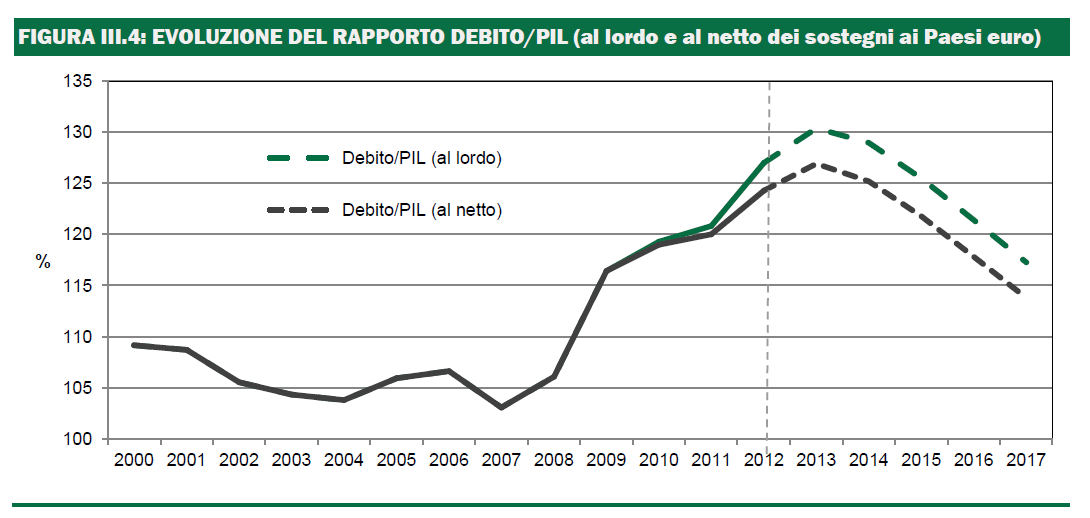 FIGURA III.4: EVOLUZIONE DEL RAPPORTO DEBITO/PIL (al lordo e al netto dei sostegni ai Paesi euro)
135
130
125
120
115
110
105
100
%
Debito/PIL (al lordo)
Debito/PIL (al netto)
2000 2001 2002 2003 2004 2005 2006 2007 2008 2009 2010 2011 2012 2013 2014 2015 2016 2017